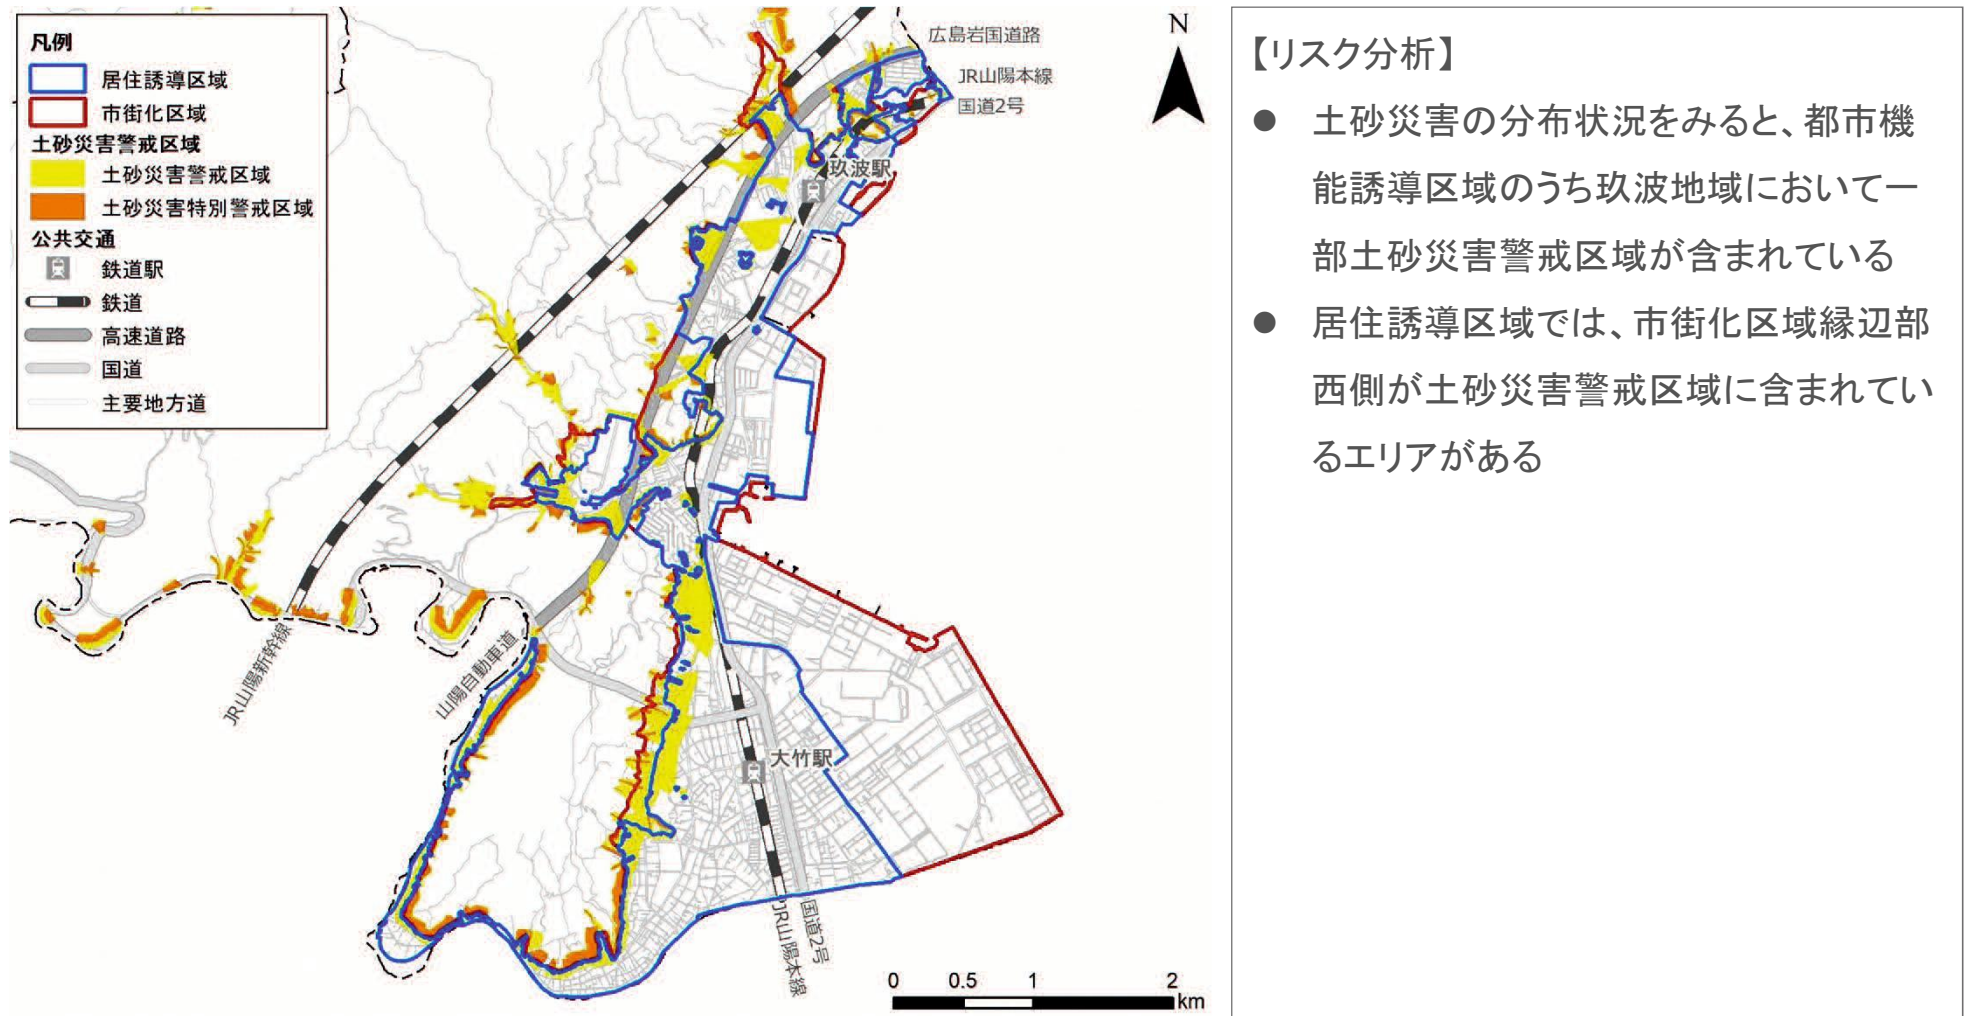 凡例
居住誘導区域
市街化区域
土砂災害警戒区域
土砂災害警戒区域
土砂災害特別警戒区域
公共交通
鉄道駅
鉄道
高速道路
国道
主要地方道
N
広島岩国道路
JR山陽本線
国道2号
玖波駅
JR山陽新幹線
山陽自動車道
大竹駅
JR山陽本線
国道2号
0 0.5 1 2
km
【リスク分析】
● 土砂災害の分布状況をみると、都市機
能誘導区域のうち玖波地域において一
部土砂災害警戒区域が含まれている
● 居住誘導区域では、市街化区域縁辺部
西側が土砂災害警戒区域に含まれてい
るエリアがある